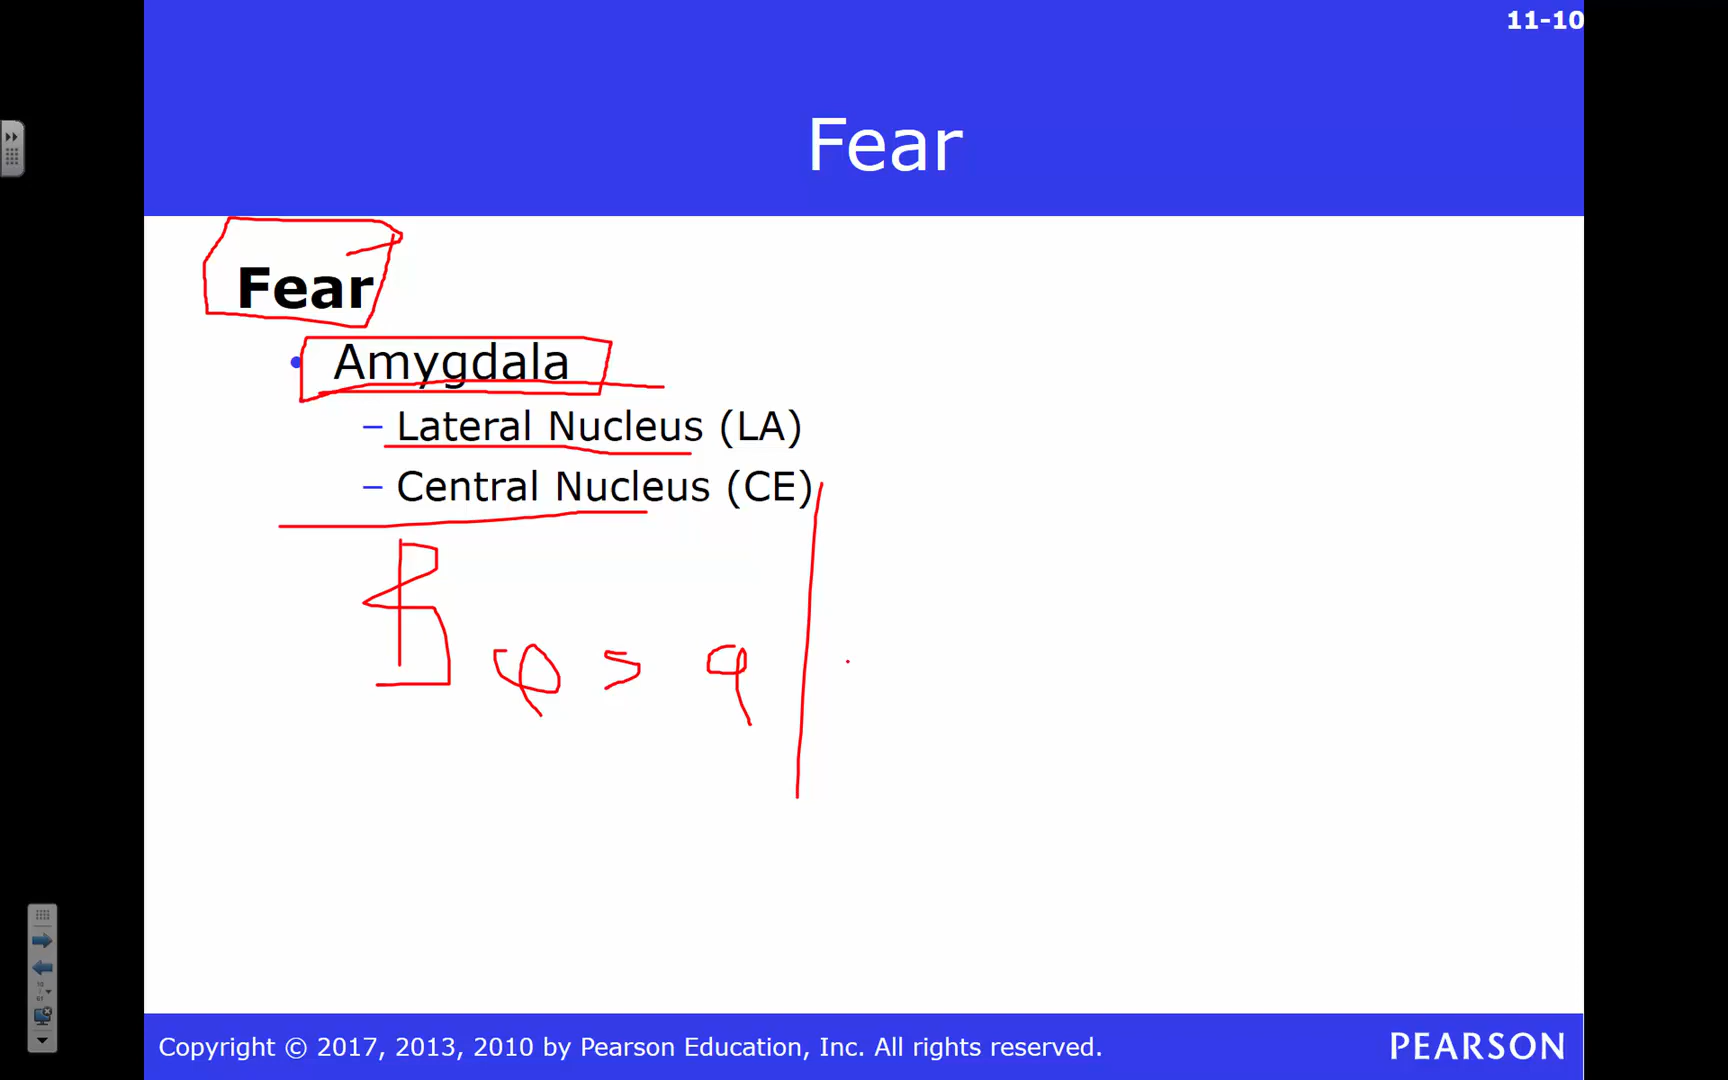 11-10
Fear
Fear
• Amygdala
– Lateral Nucleus (LA)
– Central Nucleus (CE)
Copyright © 2017, 2013, 2010 by Pearson Education, Inc. All rights reserved.
PEARSON